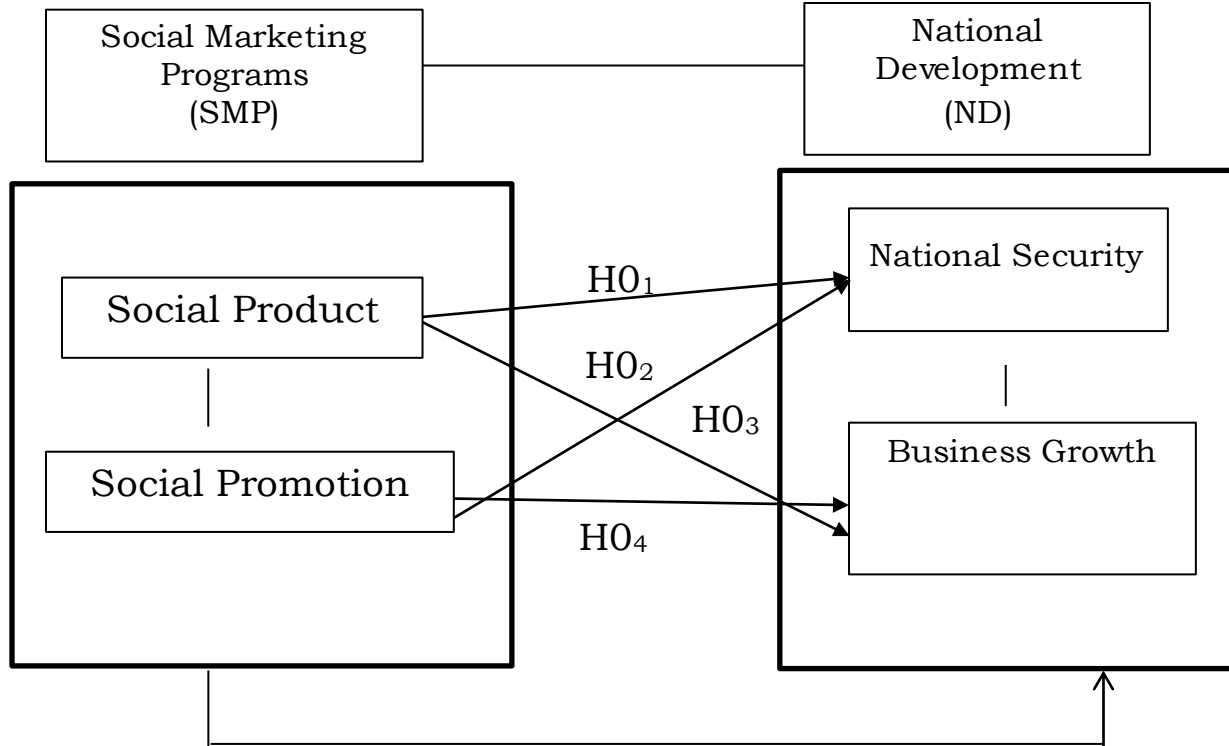 Social Marketing
Programs
(SMP)
National
Development
(ND)
National Security
Social Product
H0₁
H0₂
H0₃
Business Growth
Social Promotion
H0₄